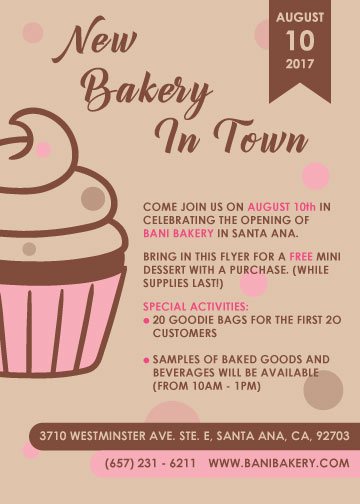 New
Bakery
In Town
AUGUST
10
2017
COME JOIN US ON AUGUST 10th IN
CELEBRATING THE OPENING OF
BANI BAKERY IN SANTA ANA.
BRING IN THIS FLYER FOR A FREE MINI
DESSERT WITH A PURCHASE. (WHILE
SUPPLIES LAST!)
SPECIAL ACTIVITIES:
• 20 GOODIE BAGS FOR THE FIRST 20
CUSTOMERS
• SAMPLES OF BAKED GOODS AND
BEVERAGES WILL BE AVAILABLE
(FROM 10AM - 1PM)
3710 WESTMINSTER AVE. STE. E, SANTA ANA, CA, 92703
(657) 231 - 6211 WWW.BANIBAKERY.COM